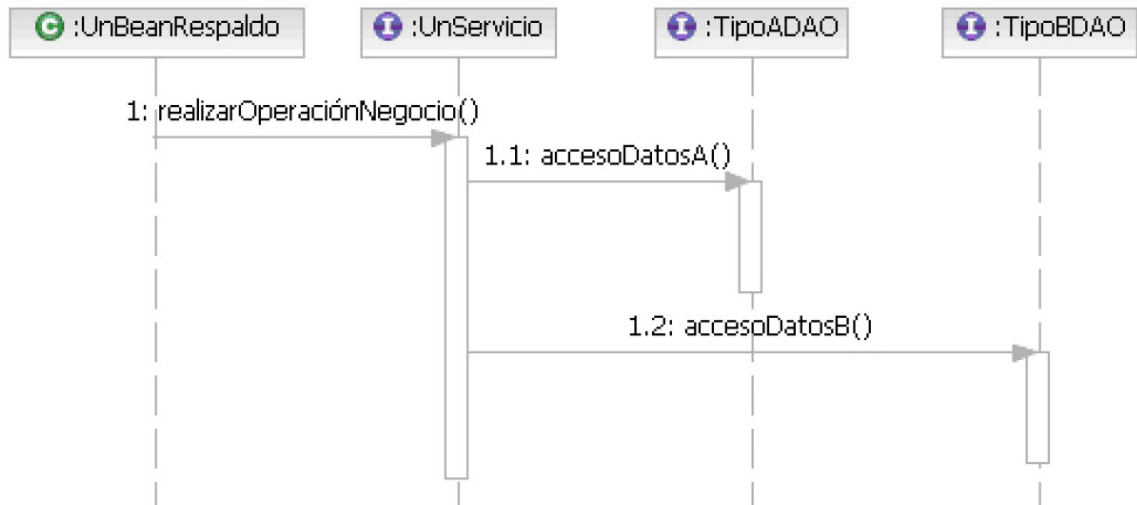 C :UnBeanRespaldo
I :UnServicio
I :TipoADAO
I :TipoBDAO
1: realizarOperaciónNegocio()
1.1: accesoDatosA()
1.2: accesoDatosB()